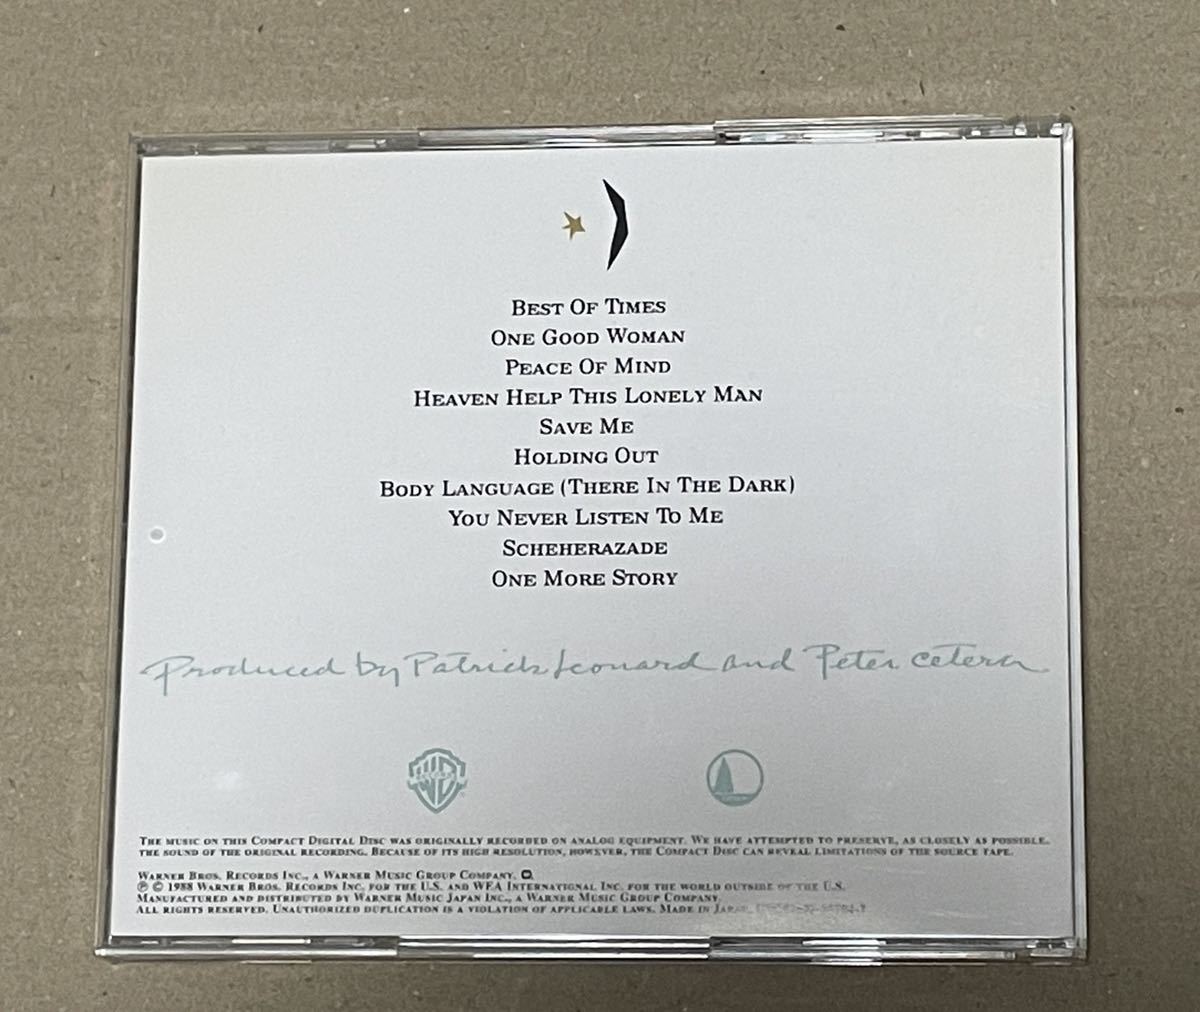 BEST OF TIMES
ONE GOOD WOMAN
PEACE OF MIND
HEAVEN HELP THIS LONELY MAN
SAVE ME
HOLDING OUT
BODY LANGUAGE (THERE IN THE DARK)
YOU NEVER LISTEN TO ME
SCHEHERAZADE
ONE MORE STORY
Produced by Patrick Leonard and Peter Cetera
THE MUSIC ON THIS COMPACT DIGITAL DISC WAS ORIGINALLY RECORDED ON ANALOG EQUIPMENT. WE HAVE ATTEMPTED TO PRESERVE, AS CLOSELY AS POSSIBLE,
THE SOUND OF THE ORIGINAL RECORDING. BECAUSE OF ITS HIGH RESOLUTION, HOWEVER, THE COMPACT DISC CAN REVEAL LIMITATIONS OF THE SOURCE TAPE.
WARNER BROS. RECORDS INC., A WARNER MUSIC GROUP COMPANY.
℗ © 1988 WARNER BROS. RECORDS INC. FOR THE U.S. AND WEA INTERNATIONAL INC. FOR THE WORLD OUTSIDE OF THE U.S.
MANUFACTURED AND DISTRIBUTED BY WARNER MUSIC JAPAN INC., A WARNER MUSIC GROUP COMPANY
ALL RIGHTS RESERVED. UNAUTHORIZED DUPLICATION IS A VIOLATION OF APPLICABLE LAWS. MADE IN JAPAN.